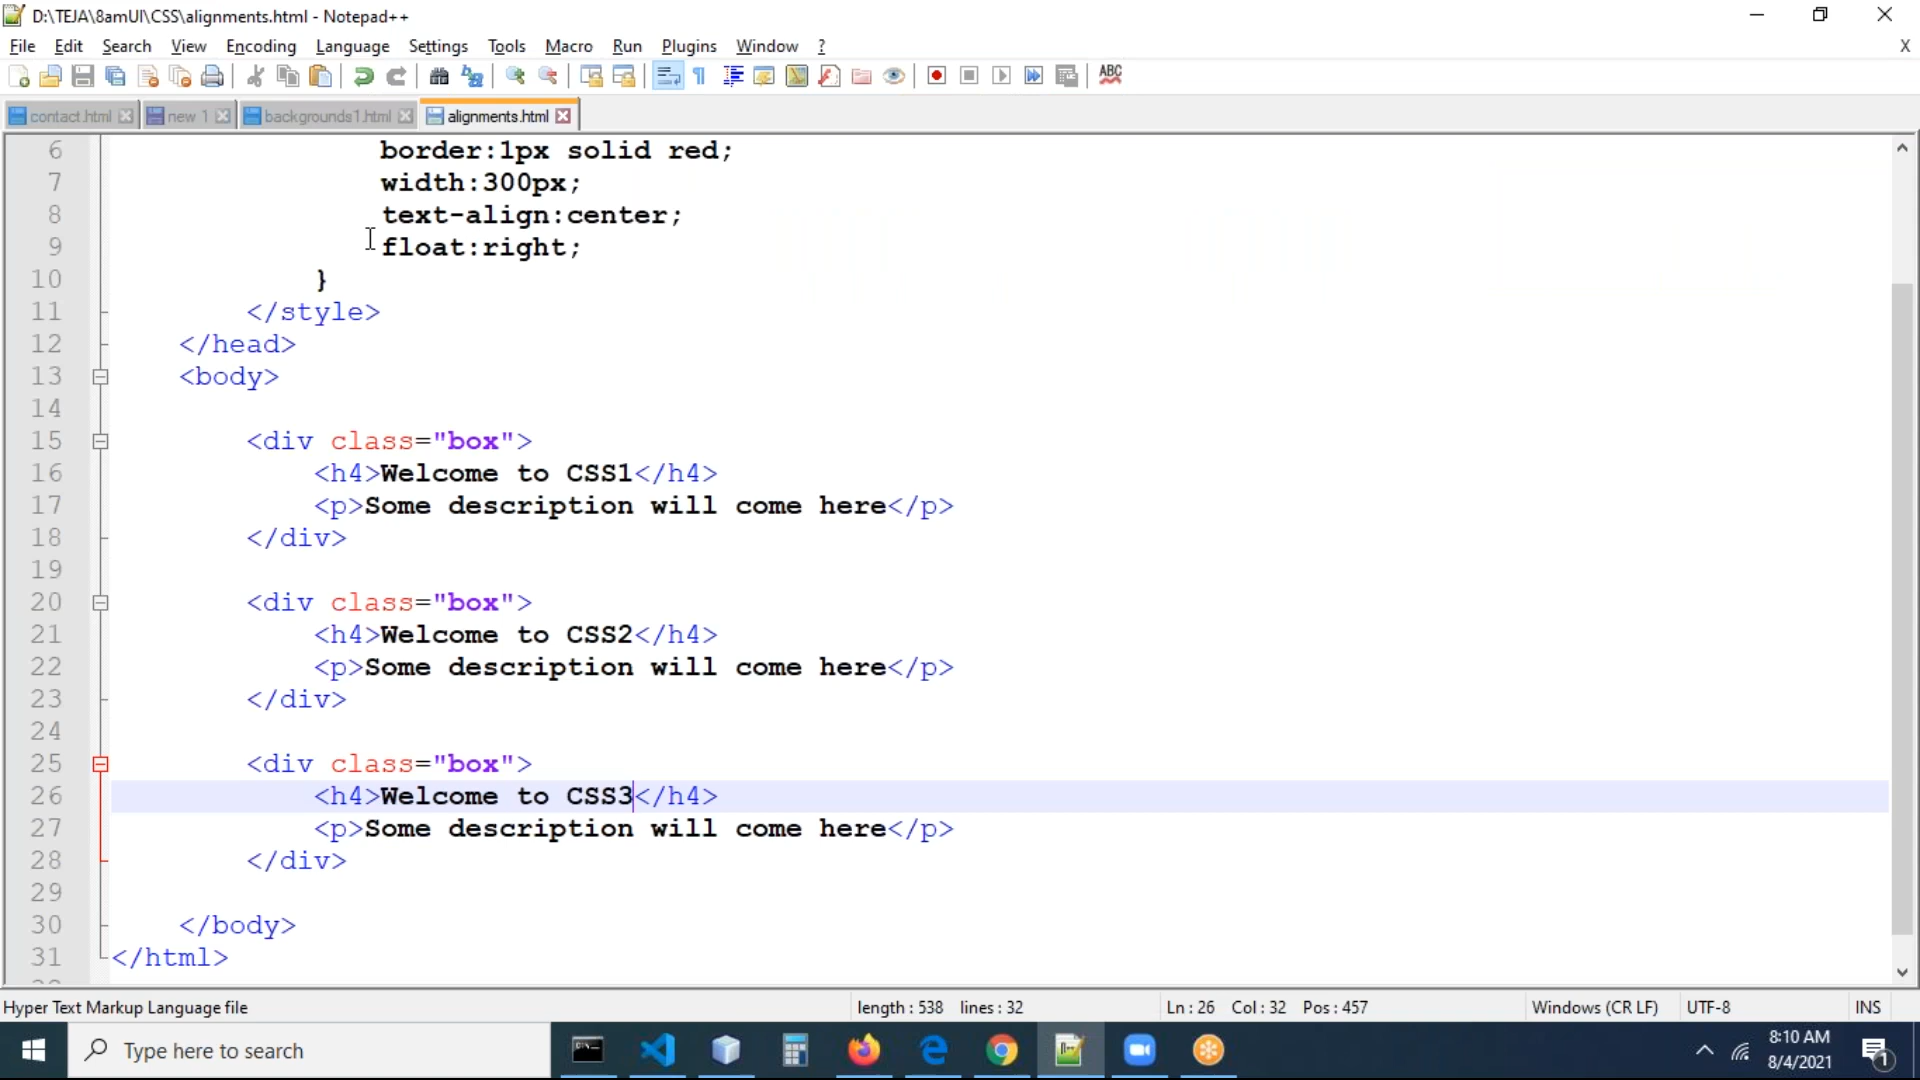 D:\TEJA\8amUI\CSS\alignments.html - Notepad++
File Edit Search View Encoding Language Settings Tools Macro Run Plugins Window ? X
ABC
contact.html new 1 backgrounds1.html alignments.html
6 border:1px solid red;
7 width:300px;
8 text-align:center;
9 float:right;
10 }
11 </style>
12 </head>
13 <body>
14
15 <div class="box">
16 <h4>Welcome to CSS1</h4>
17 <p>Some description will come here</p>
18 </div>
19
20 <div class="box">
21 <h4>Welcome to CSS2</h4>
22 <p>Some description will come here</p>
23 </div>
24
25 <div class="box">
26 <h4>Welcome to CSS3</h4>
27 <p>Some description will come here</p>
28 </div>
29
30 </body>
31 </html>
Hyper Text Markup Language file length : 538 lines : 32 Ln : 26 Col : 32 Pos : 457 Windows (CR LF) UTF-8 INS
Type here to search
8:10 AM
8/4/2021
1